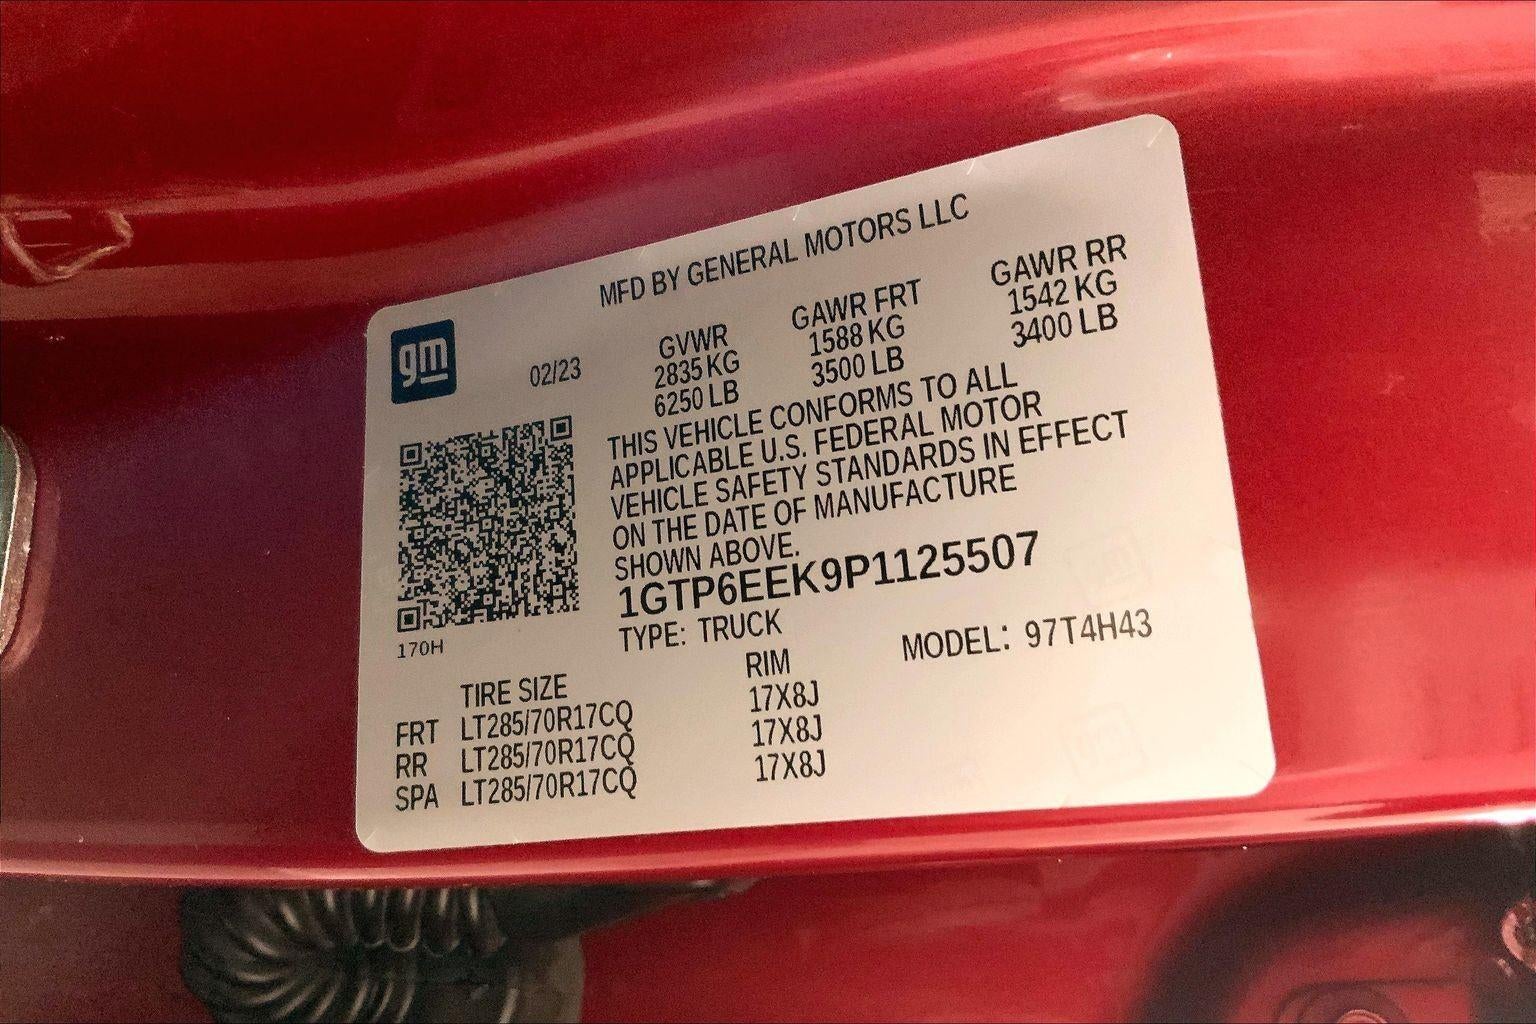 MFD BY GENERAL MOTORS LLC
gm
02/23
GVWR GAWR FRT GAWR RR
2835 KG 1588 KG 1542 KG
6250 LB 3500 LB 3400 LB
THIS VEHICLE CONFORMS TO ALL
APPLICABLE U.S. FEDERAL MOTOR
VEHICLE SAFETY STANDARDS IN EFFECT
ON THE DATE OF MANUFACTURE
SHOWN ABOVE.
1GTP6EEK9P1125507
170H
TYPE: TRUCK MODEL: 97T4H43
TIRE SIZE RIM
FRT LT285/70R17CQ 17X8J
RR LT285/70R17CQ 17X8J
SPA LT285/70R17CQ 17X8J